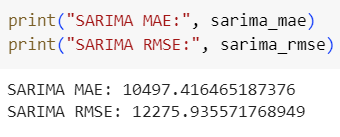 print("SARIMA MAE:", sarima_mae)
print("SARIMA RMSE:", sarima_rmse)
SARIMA MAE: 10497.416465187376
SARIMA RMSE: 12275.935571768949